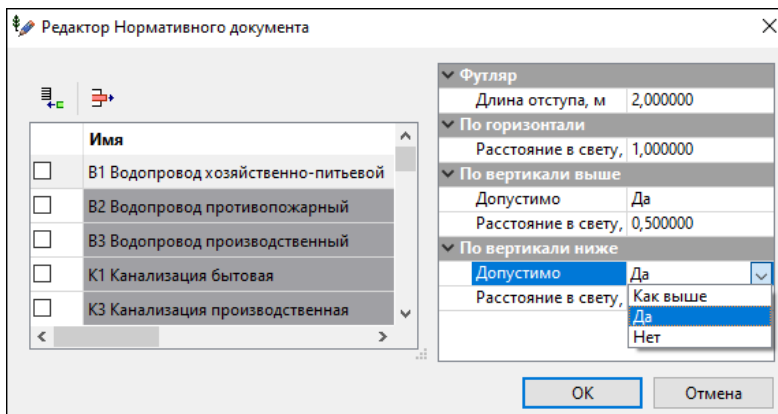 Редактор Нормативного документа
Имя
В1 Водопровод хозяйственно-питьевой
В2 Водопровод противопожарный
В3 Водопровод производственный
К1 Канализация бытовая
К3 Канализация производственная
Футляр
Длина отступа, м 2,000000
По горизонтали
Расстояние в свету, 1,000000
По вертикали выше
Допустимо Да
Расстояние в свету, 0,500000
По вертикали ниже
Допустимо Да
Расстояние в свету, Как выше
Да
Нет
OK Отмена